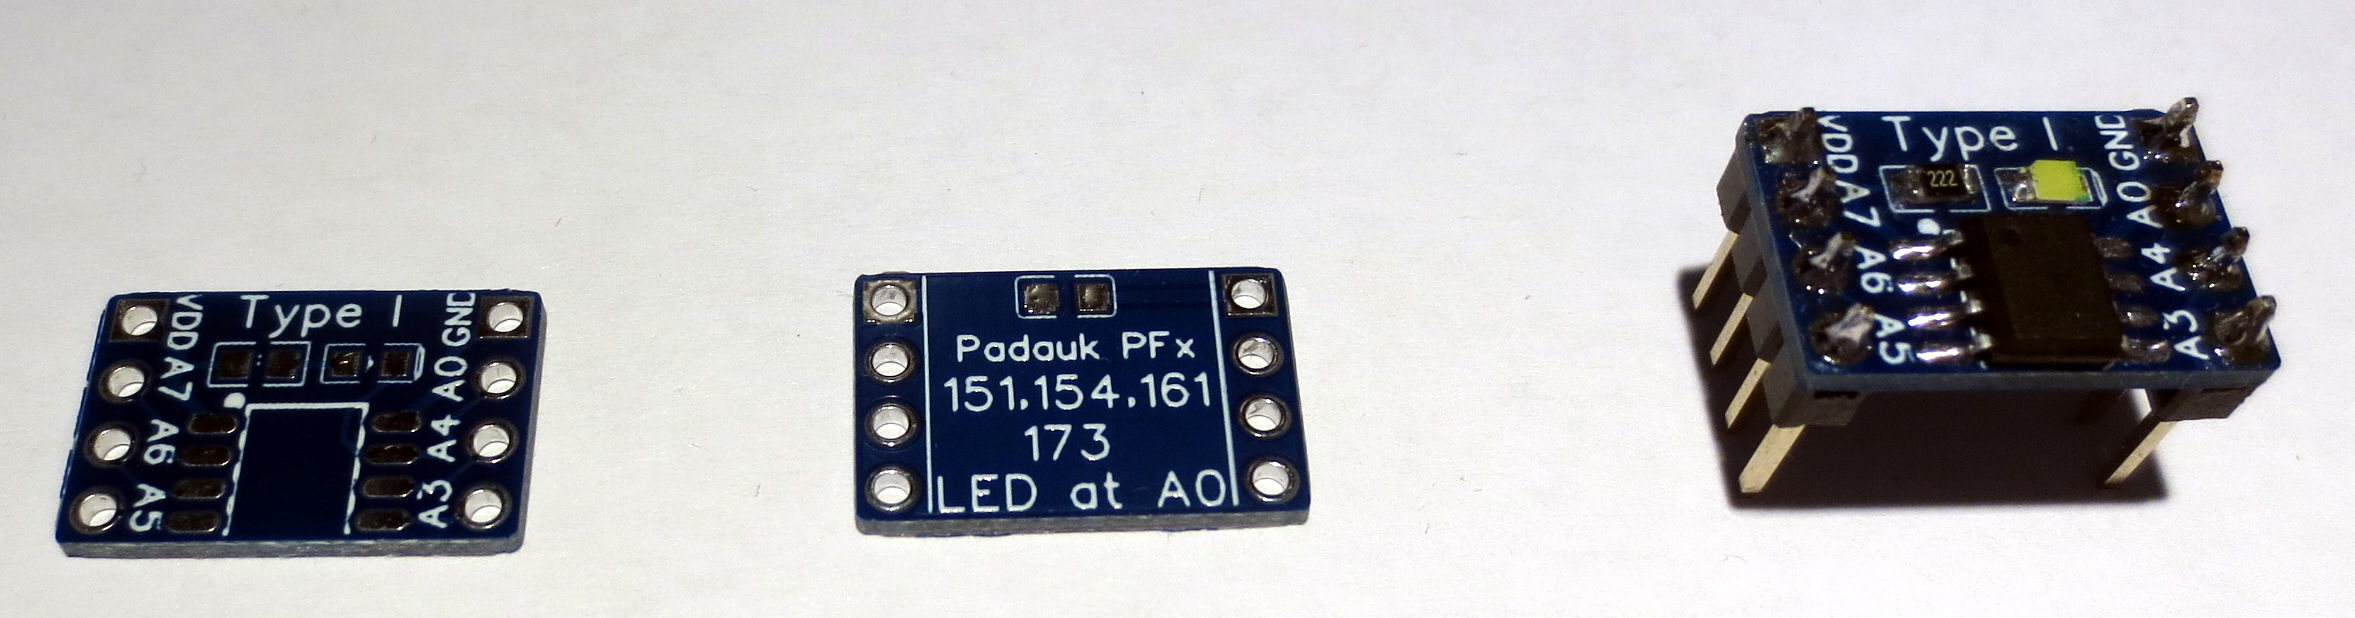 Type I
VDD
GND
A7
A0
A6
A4
A5
A3
Padauk PFx
151,154,161
173
LED at A0
Type I
VDD
GND
222
A7
A0
A6
A4
A5
A3